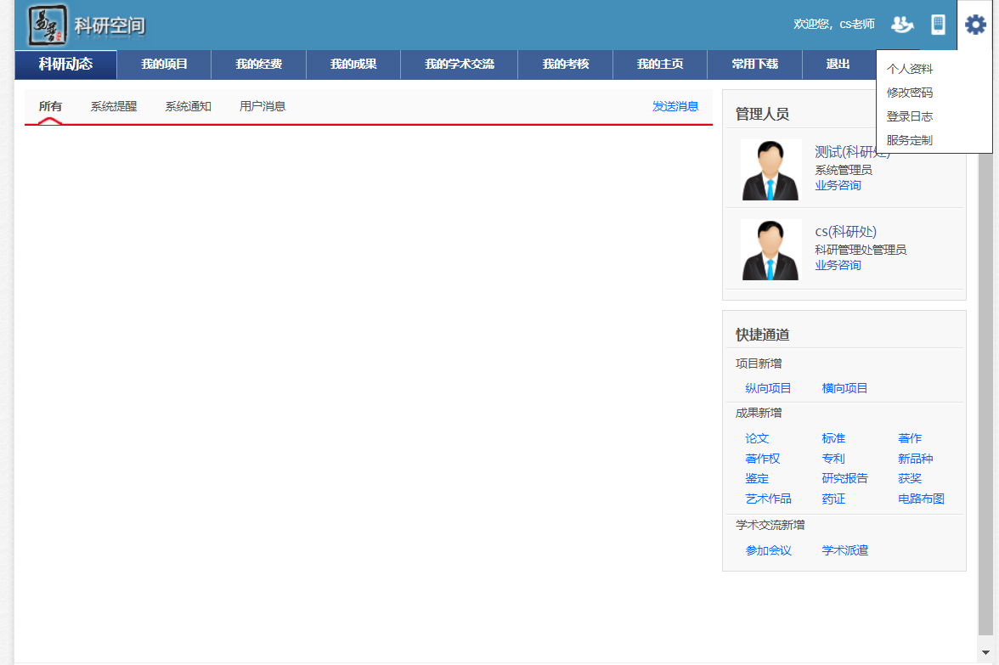 易普 科研空间
欢迎您，cs老师
科研动态 我的项目 我的经费 我的成果 我的学术交流 我的考核 我的主页 常用下载 退出
个人资料
修改密码
登录日志
服务定制
所有 系统提醒 系统通知 用户消息 发送消息
管理人员
测试(科研处)
系统管理员
业务咨询
cs(科研处)
科研管理处管理员
业务咨询
快捷通道
项目新增
纵向项目 横向项目
成果新增
论文 标准 著作
著作权 专利 新品种
鉴定 研究报告 获奖
艺术作品 药证 电路布图
学术交流新增
参加会议 学术派遣